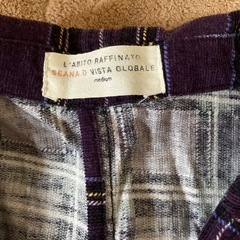 L'ABITO RAFFINATO
SEANA.D VISTA GLOBALE
medium